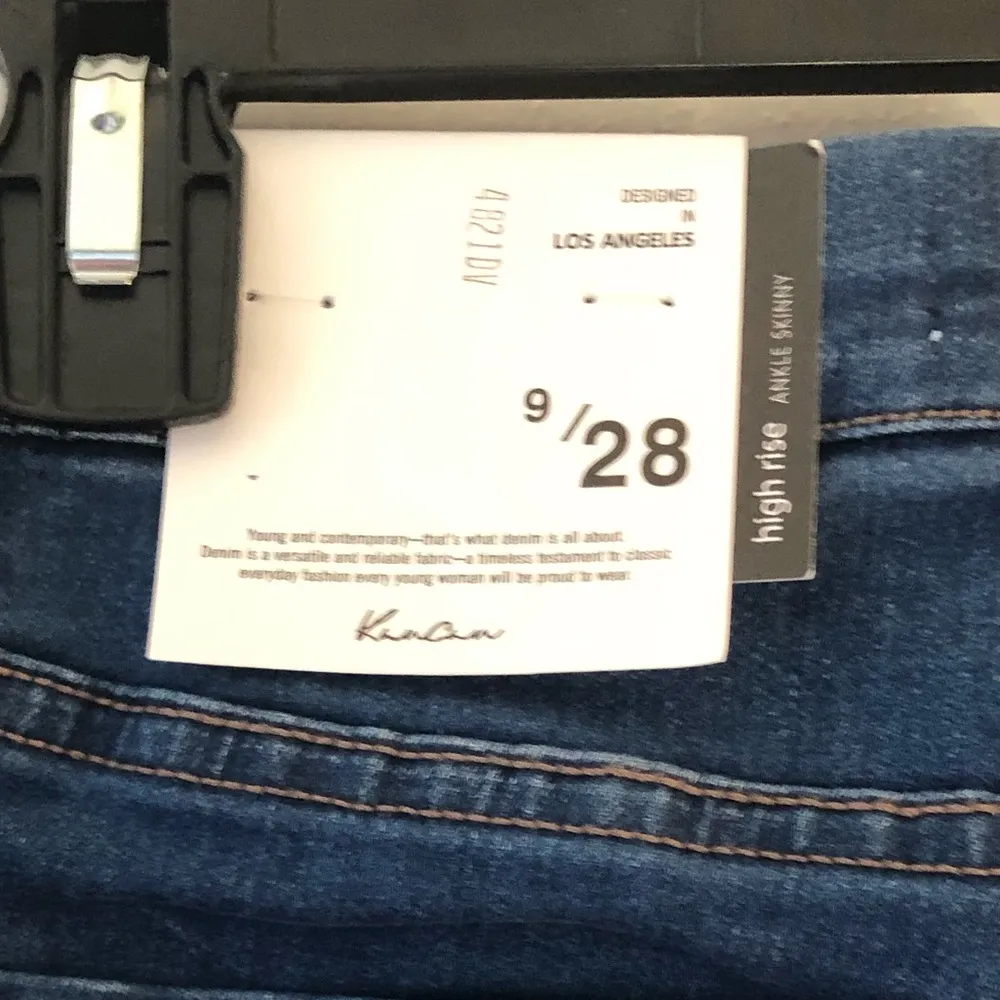 DESIGNED
IN
LOS ANGELES
4821DV
9/28
Young and contemporary—that's what denim is all about.
Denim is a versatile and reliable fabric—a timeless testament to classic
everyday fashion every young woman will be proud to wear.
KanCan
high rise ANKLE SKINNY